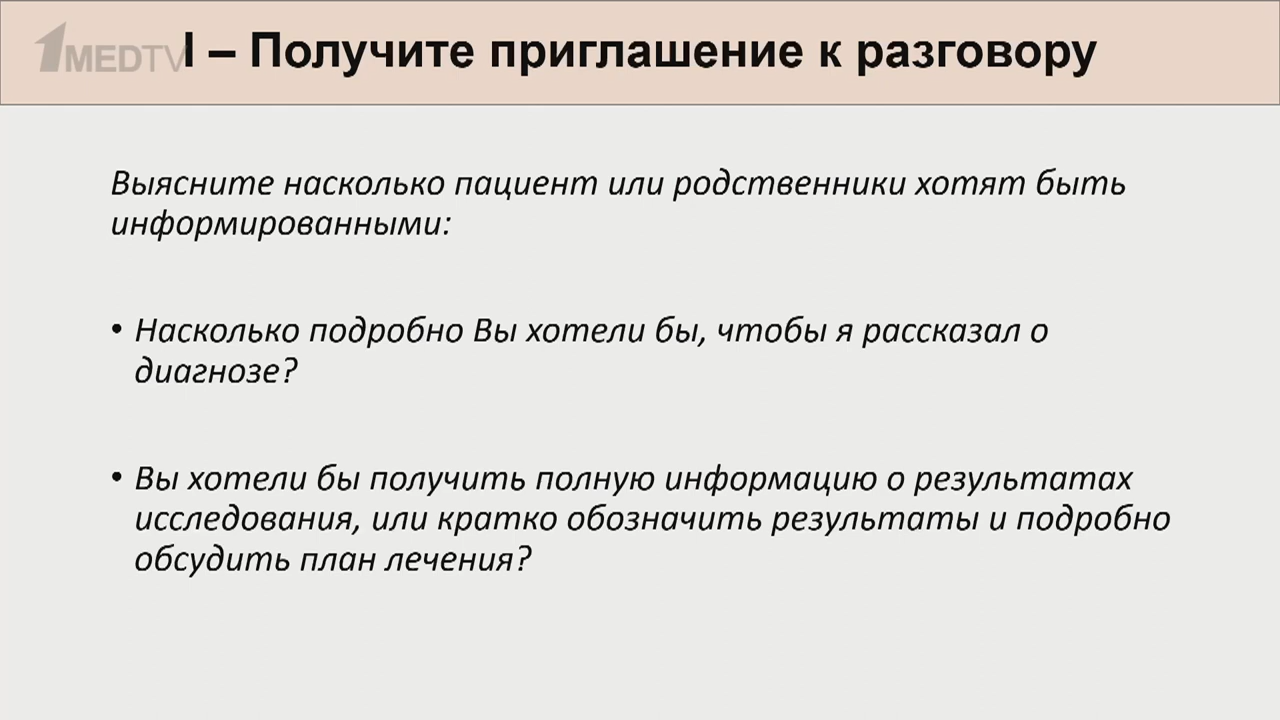 1MEDTV
I – Получите приглашение к разговору
Выясните насколько пациент или родственники хотят быть
информированными:
• Насколько подробно Вы хотели бы, чтобы я рассказал о
диагнозе?
• Вы хотели бы получить полную информацию о результатах
исследования, или кратко обозначить результаты и подробно
обсудить план лечения?